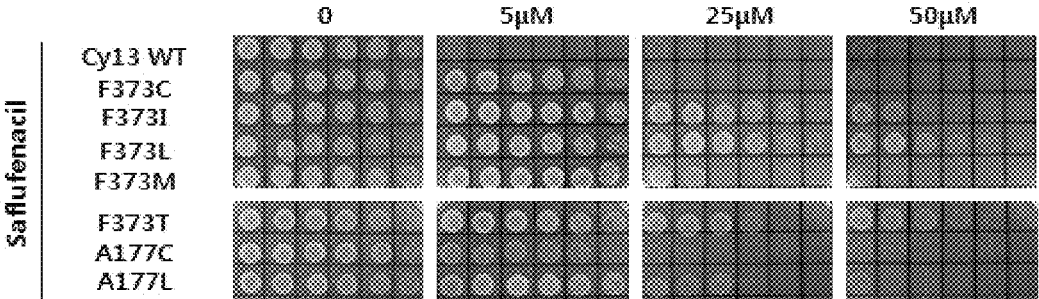 0 5µM 25µM 50µM
Saflufenacil
Cy13 WT
F373C
F373I
F373L
F373M
F373T
A177C
A177L